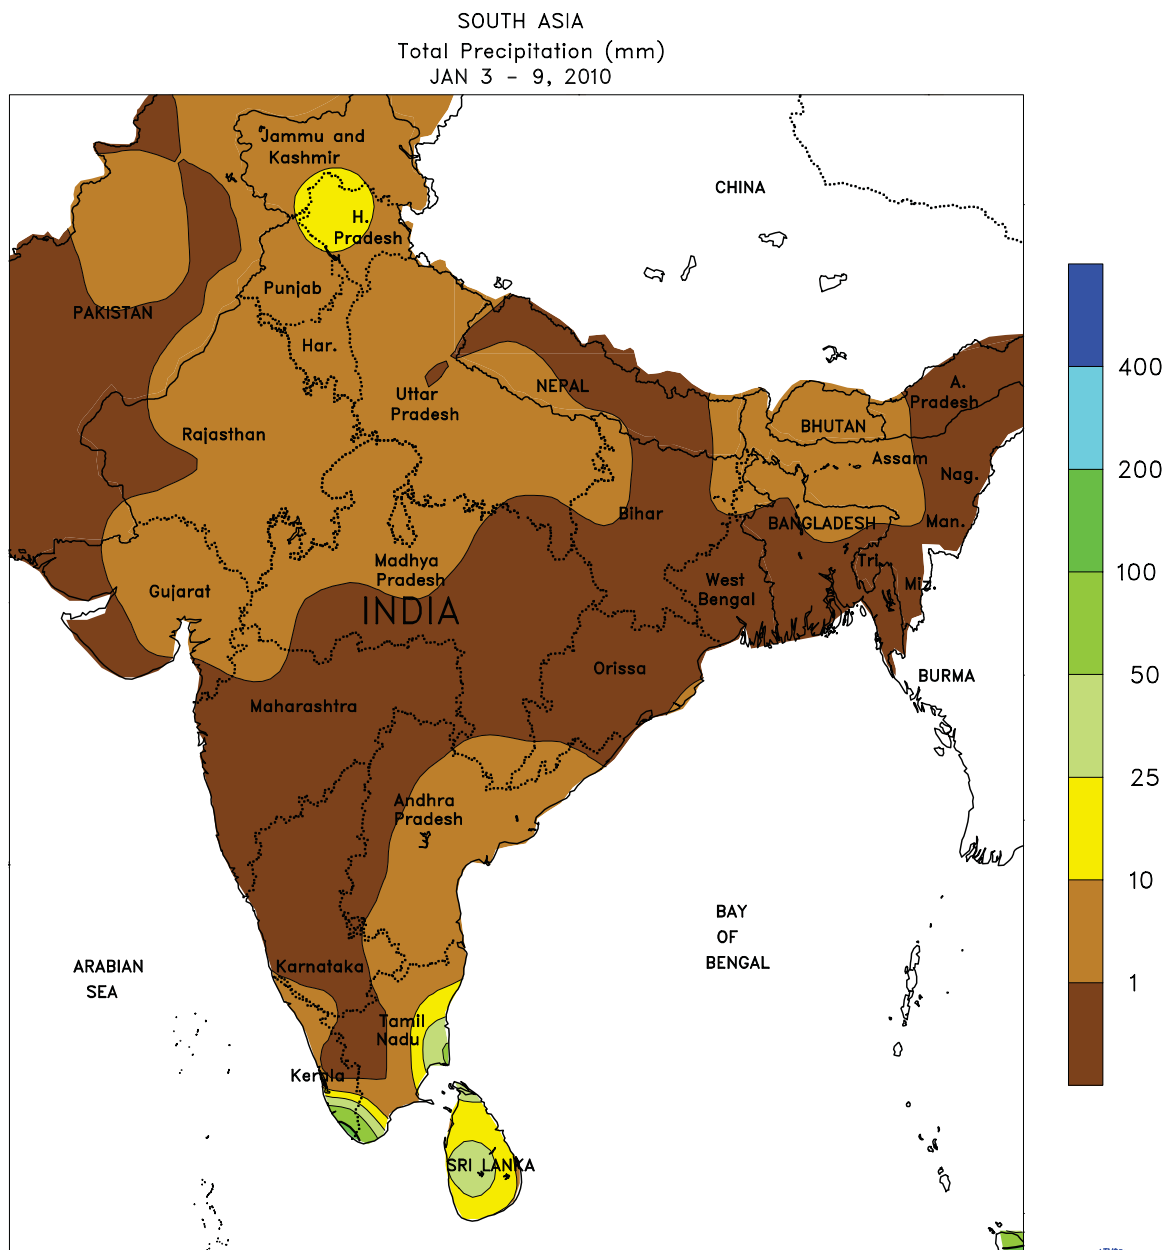 SOUTH ASIA
Total Precipitation (mm)
JAN 3 - 9, 2010
Jammu and
Kashmir
CHINA
H.
Pradesh
Punjab
PAKISTAN
Har.
400
NEPAL
A.
Pradesh
Uttar
Pradesh
BHUTAN
Rajasthan
Assam
200
Nag.
Bihar
BANGLADESH
Man.
Madhya
Pradesh
Tri.
100
Gujarat
West
Bengal
Miz.
INDIA
Orissa
BURMA
50
Maharashtra
25
Andhra
Pradesh
10
BAY
OF
BENGAL
ARABIAN
SEA
Karnataka
1
Tamil
Nadu
Kerala
SRI LANKA